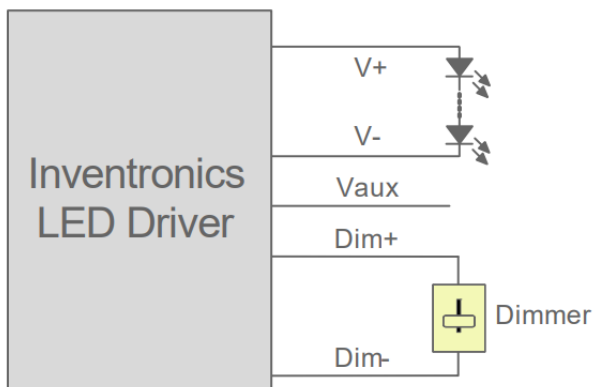 V+
V-
Inventronics
LED Driver
Vaux
Dim+
Dimmer
Dim-